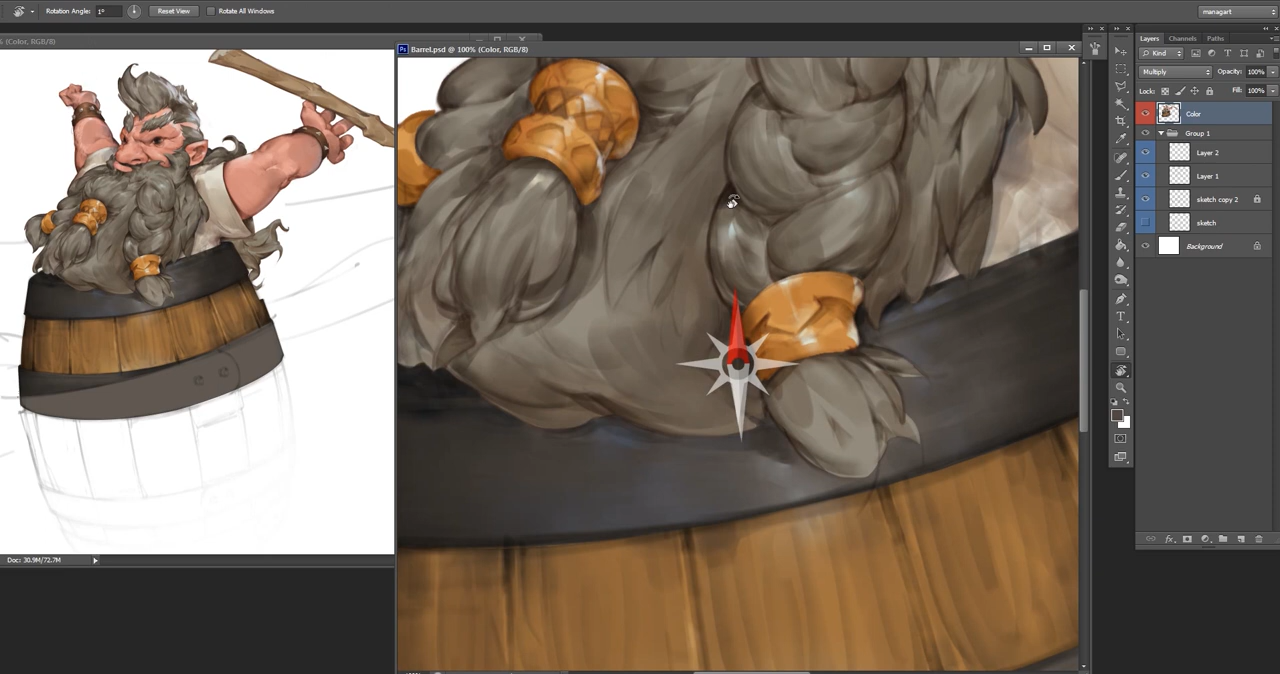 Rotation Angle: 1° Reset View Rotate All Windows managart
% (Color, RGB/8)
Barrel.psd @ 100% (Color, RGB/8)
Layers Channels Paths
Kind
Multiply Opacity: 100%
Lock: Fill: 100%
Color
Group 1
Layer 2
Layer 1
sketch copy 2
sketch
Background
Doc: 30.9M/72.7M